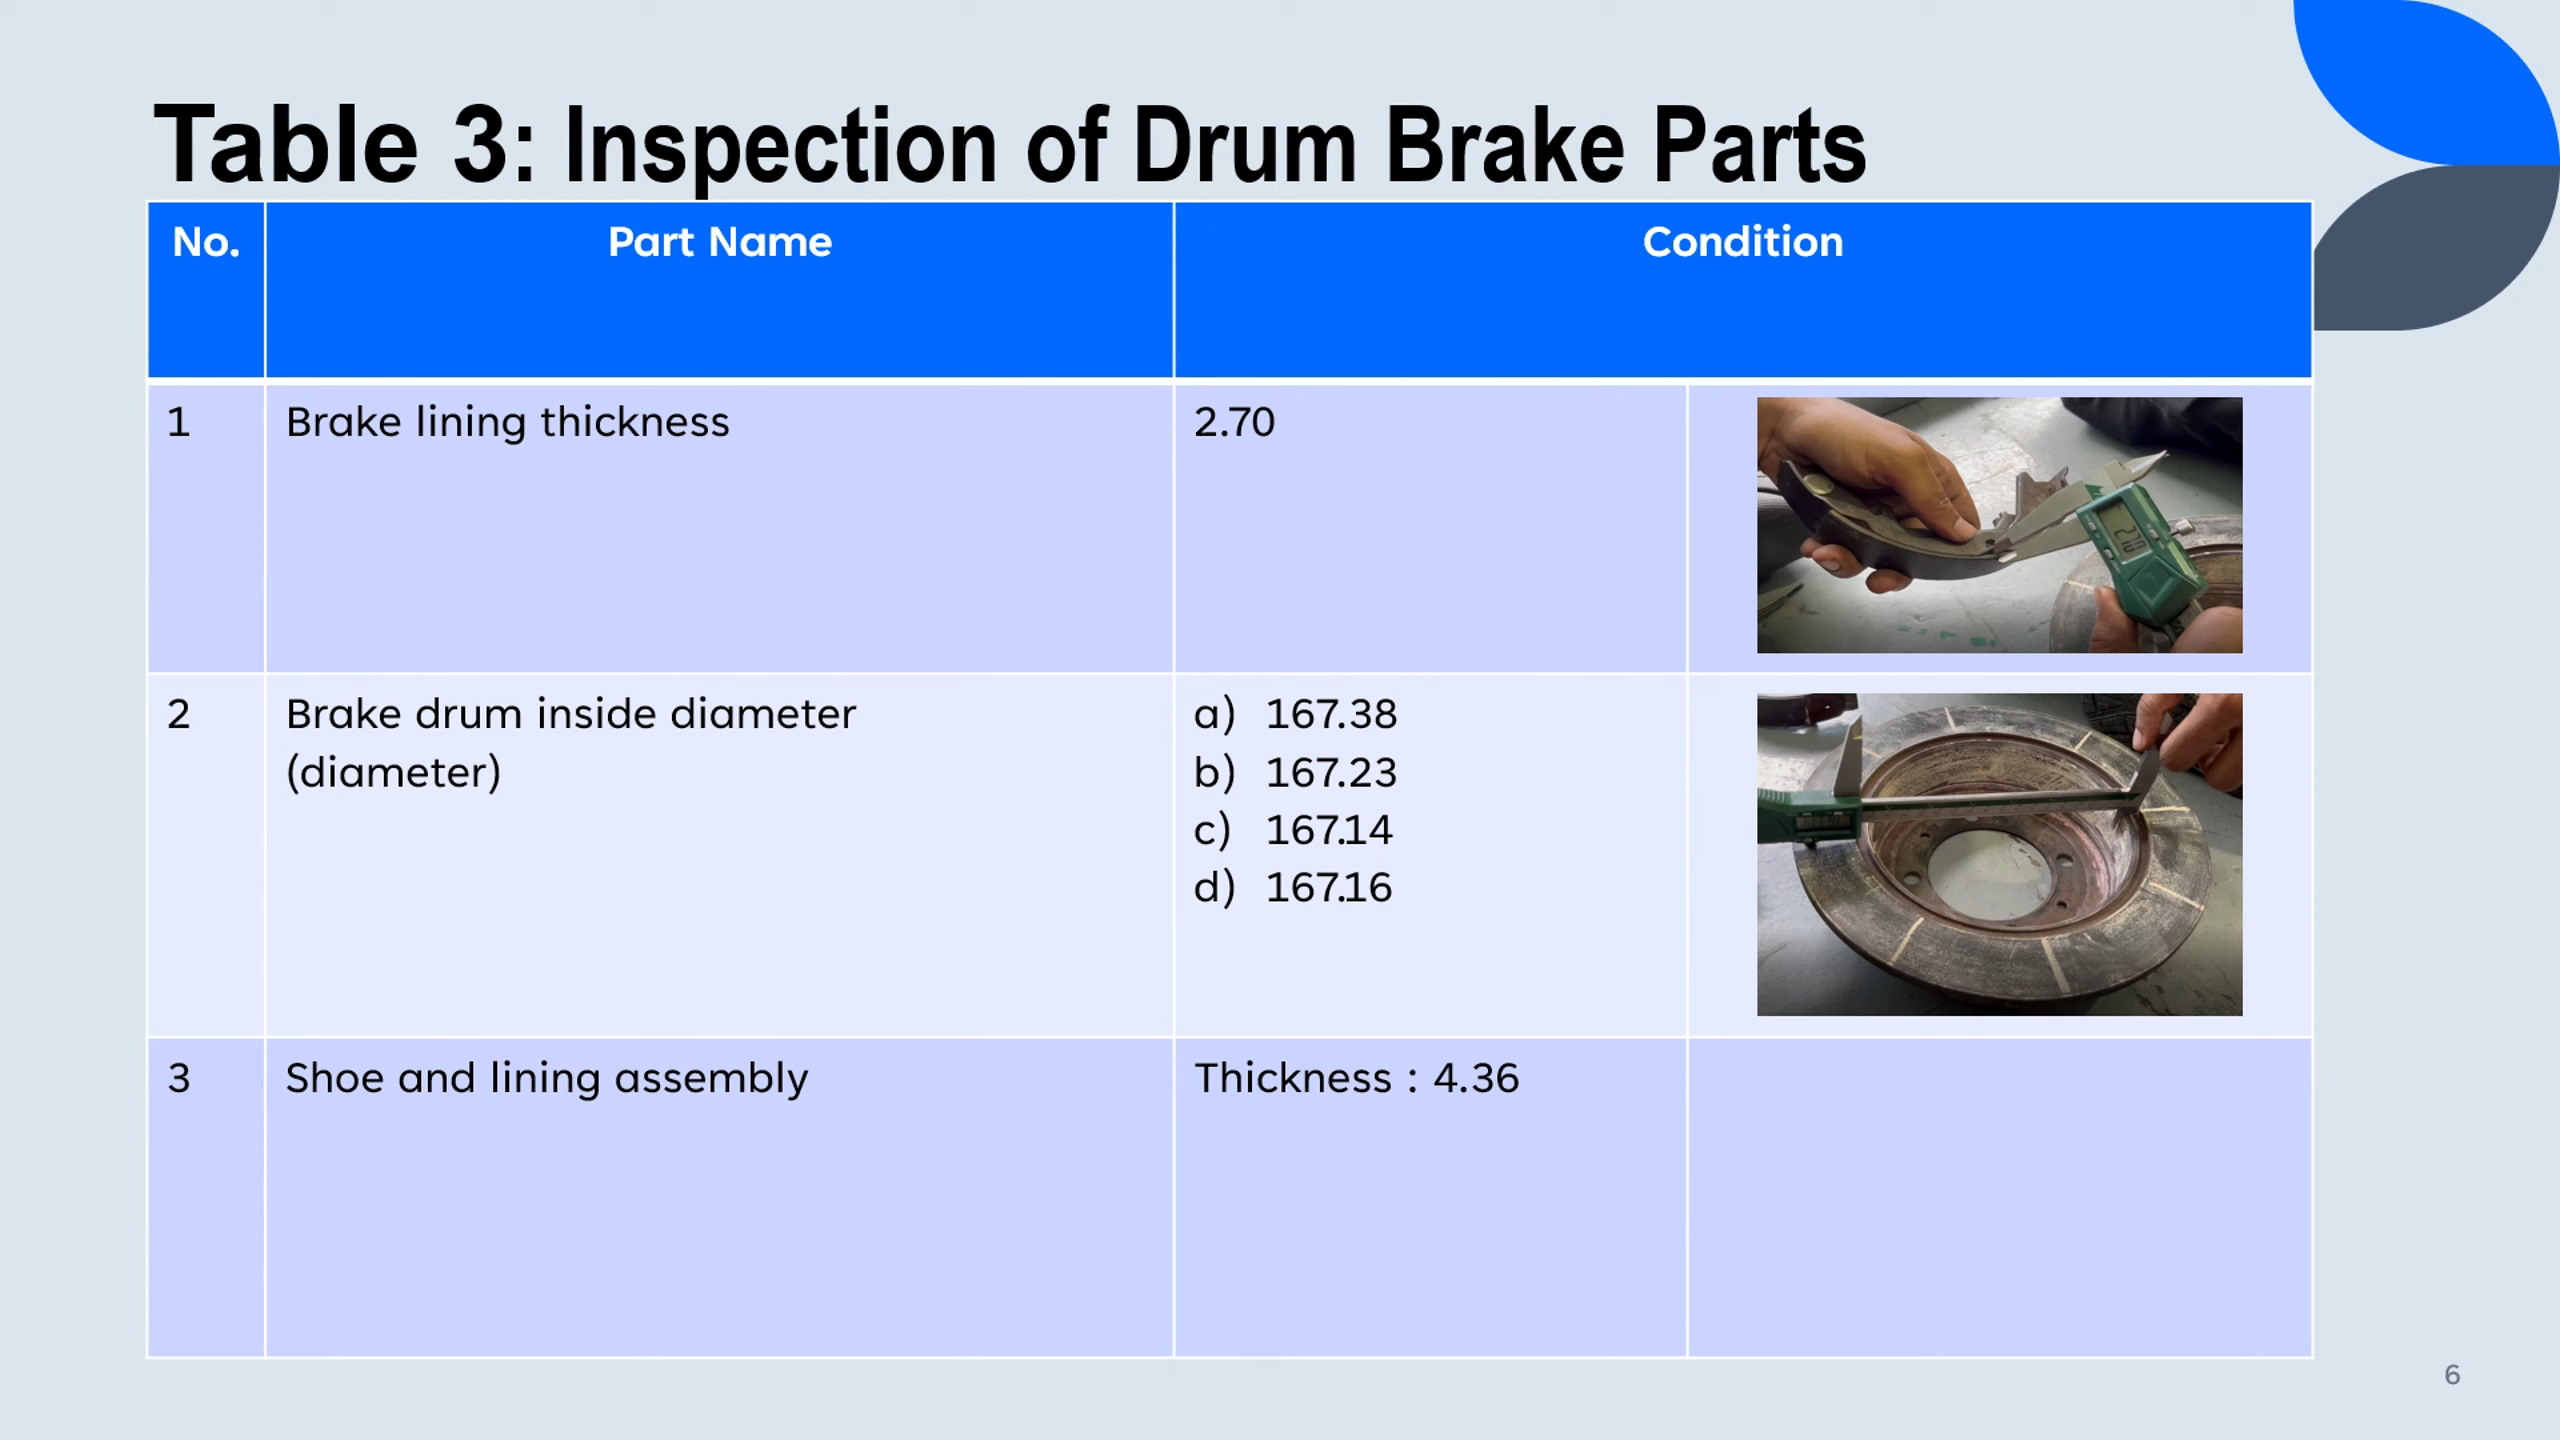 Table 3: Inspection of Drum Brake Parts
No.
Part Name
Condition
1
Brake lining thickness
2.70
2
Brake drum inside diameter
(diameter)
a) 167.38
b) 167.23
c) 167.14
d) 167.16
3
Shoe and lining assembly
Thickness : 4.36
6